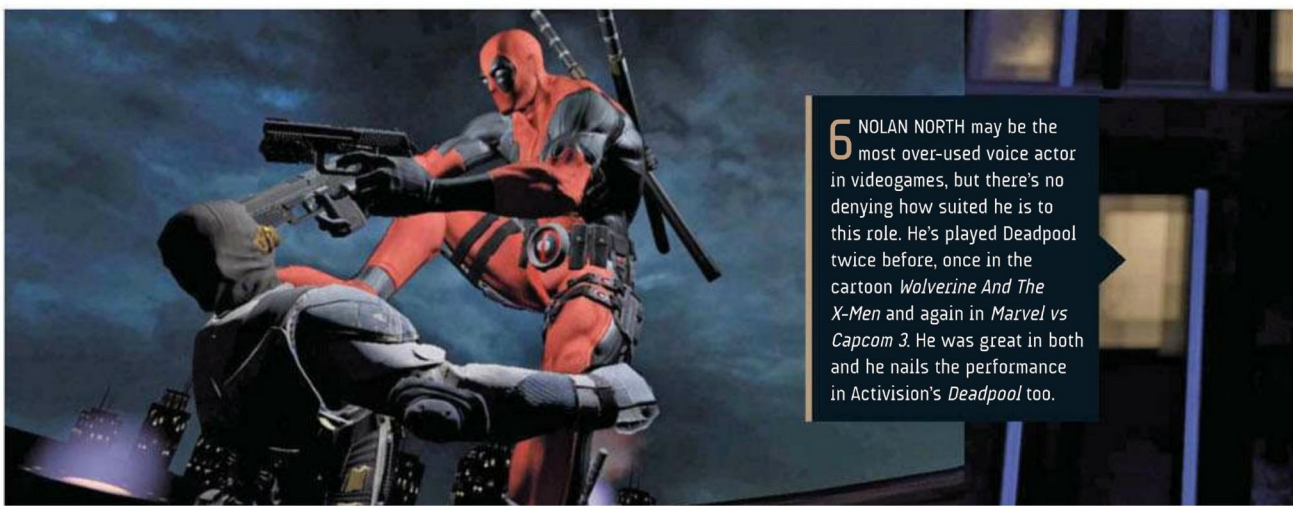 6 NOLAN NORTH may be the
most over-used voice actor
in videogames, but there's no
denying how suited he is to
this role. He's played Deadpool
twice before, once in the
cartoon Wolverine And The
X-Men and again in Marvel vs
Capcom 3. He was great in both
and he nails the performance
in Activision's Deadpool too.